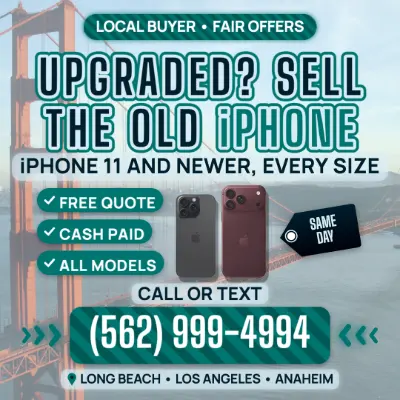 LOCAL BUYER • FAIR OFFERS
UPGRADED? SELL
THE OLD iPHONE
iPHONE 11 AND NEWER, EVERY SIZE
FREE QUOTE
CASH PAID
ALL MODELS
SAME
DAY
CALL OR TEXT
(562) 999-4994
LONG BEACH • LOS ANGELES • ANAHEIM